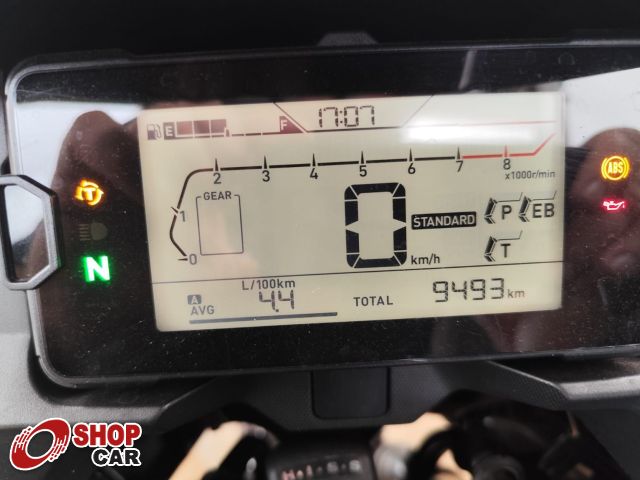 17:07
E F
2 3 4 5 6 7 8
x1000r/min
1
0
GEAR
0
km/h
STANDARD
P EB
T
ABS
T
N
L/100km
A
AVG
4.4
TOTAL 9493 km
H·I·S·S
SHOP
CAR